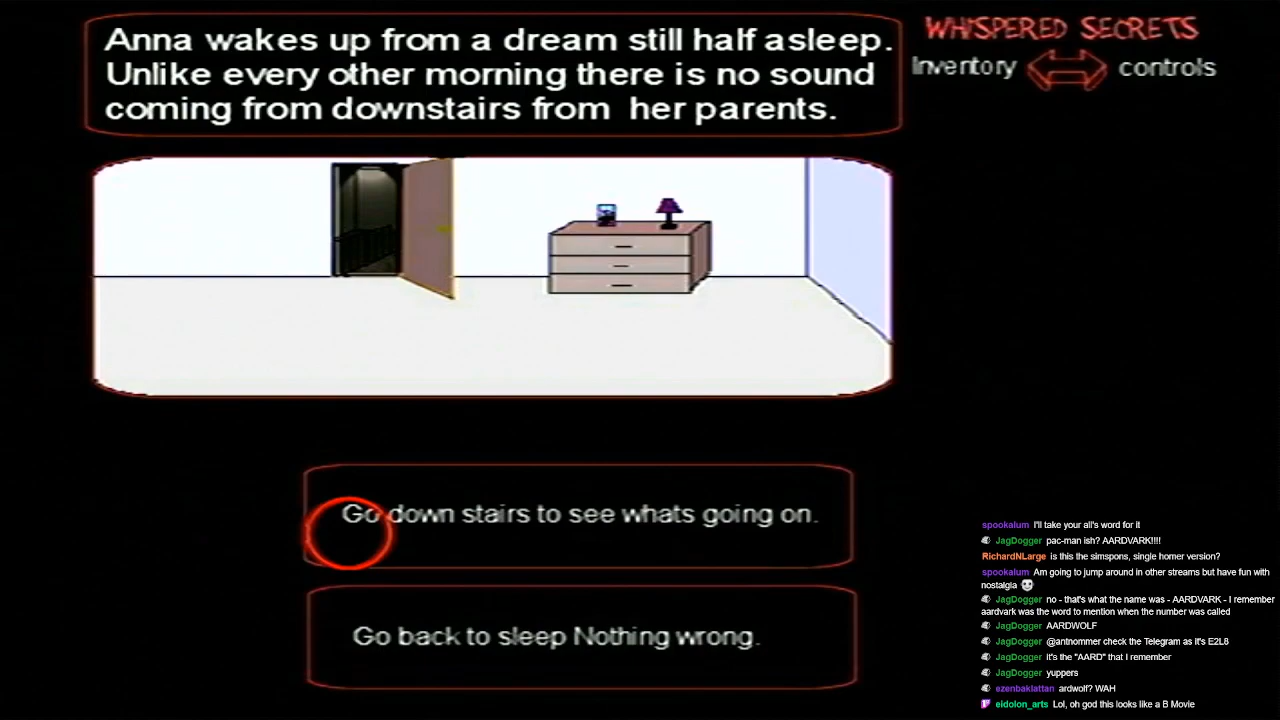 Anna wakes up from a dream still half asleep.
Unlike every other morning there is no sound
coming from downstairs from her parents.
WHISPERED SECRETS
Inventory
controls
Go down stairs to see whats going on.
Go back to sleep Nothing wrong.
spookalum I'll take your all's word for it
JagDogger pac-man ish? AARDVARK!!!!
RichardNLarge is this the simspons, single homer version?
spookalum Am going to jump around in other streams but have fun with
nostalgia
JagDogger no - that's what the name was - AARDVARK - I remember
aardvark was the word to mention when the number was called
JagDogger AARDWOLF
JagDogger @antnommer check the Telegram as it's E2L8
JagDogger it's the "AARD" that I remember
JagDogger yuppers
ezenbaklattan ardwolf? WAH
eidolon_arts Lol, oh god this looks like a B Movie